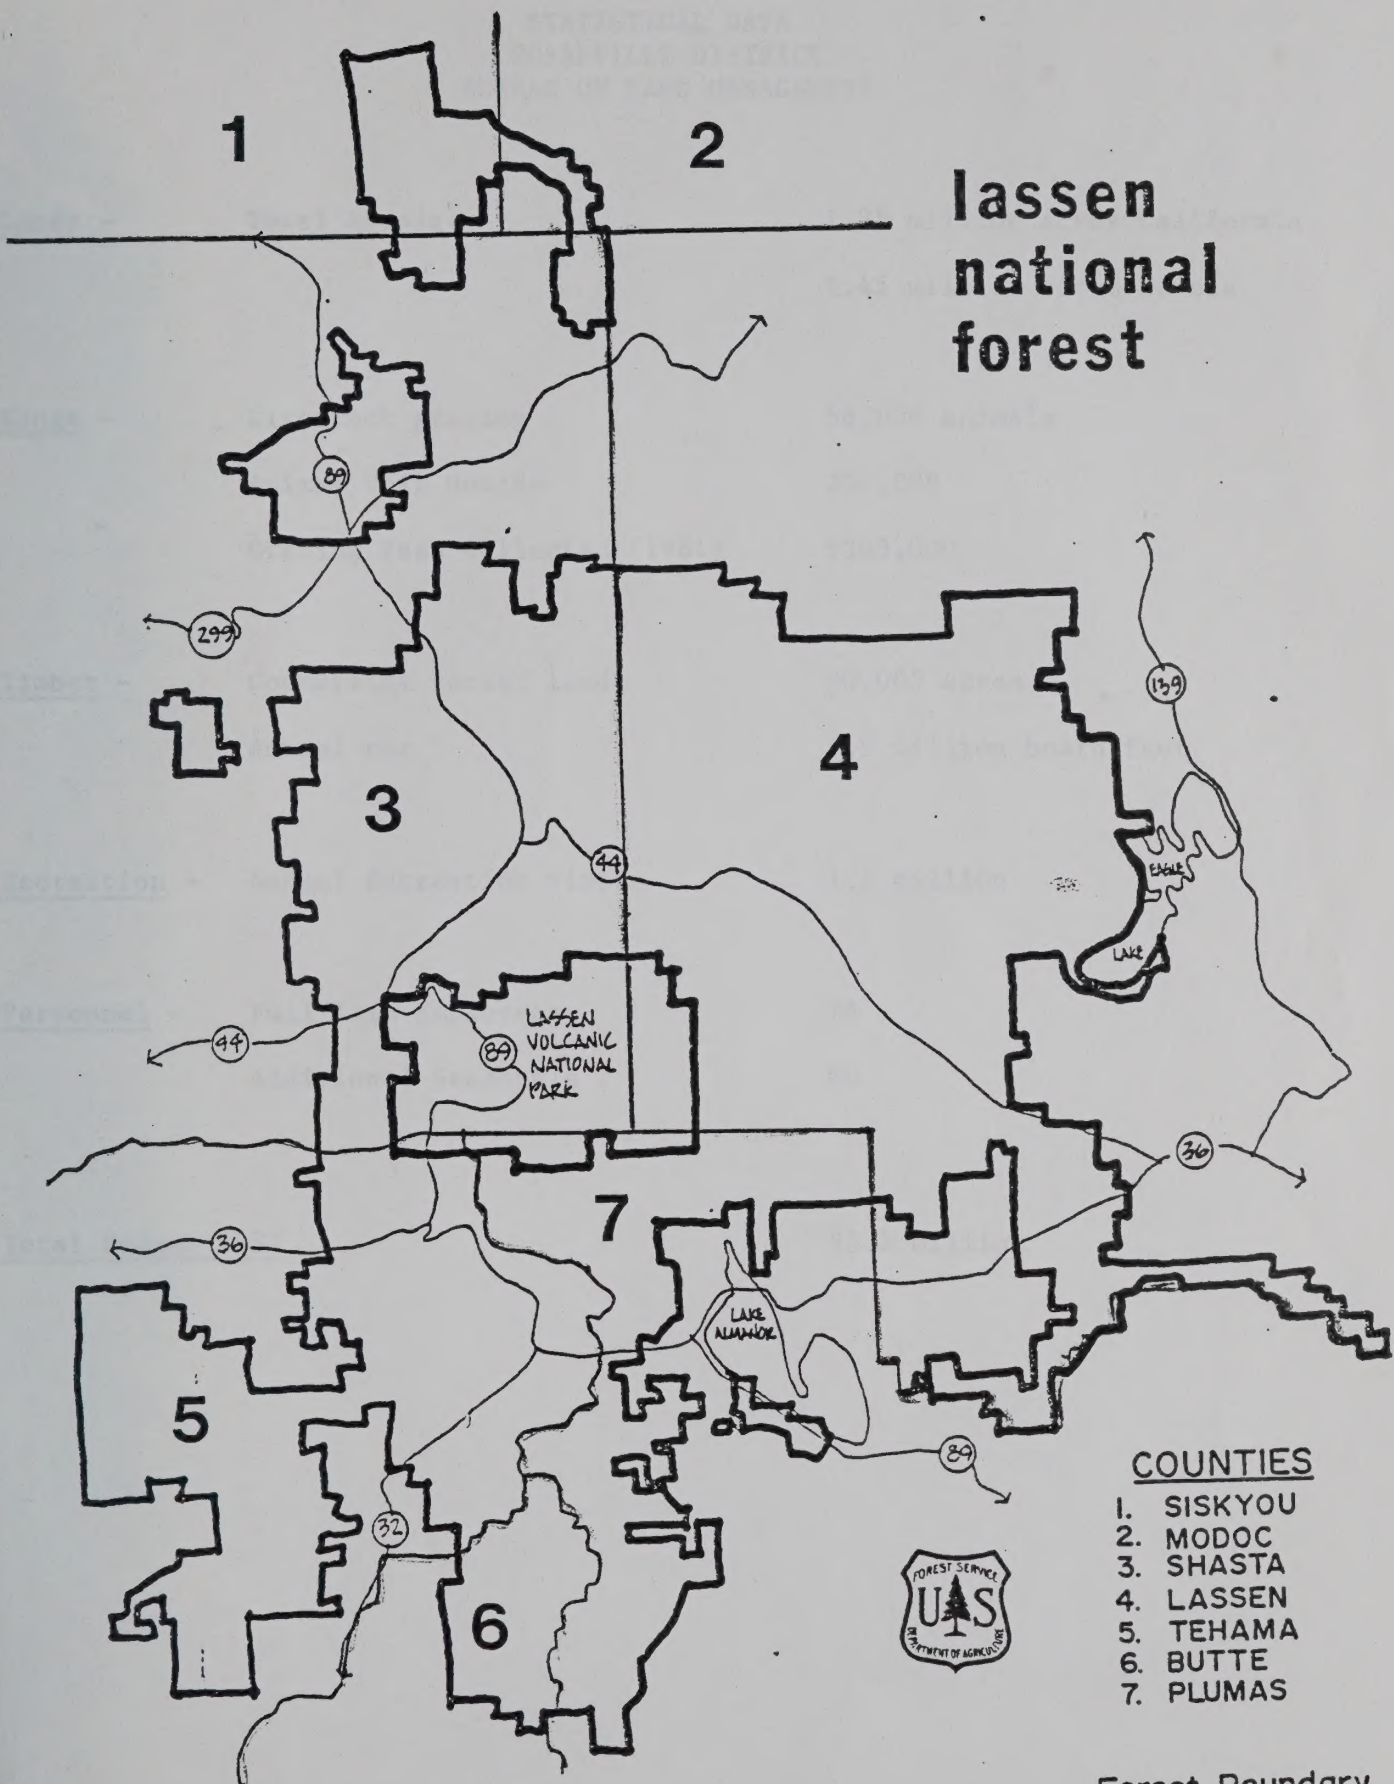 1
2
lassen
national
forest
89
299
139
4
3
44
EAGLE
LAKE
LASSEN
VOLCANIC
NATIONAL
PARK
44
89
36
7
36
LAKE
ALMANOR
5
89
32
6
COUNTIES
1. SISKYOU
2. MODOC
3. SHASTA
4. LASSEN
5. TEHAMA
6. BUTTE
7. PLUMAS
FOREST SERVICE
U S
DEPARTMENT OF AGRICULTURE
Forest Boundary